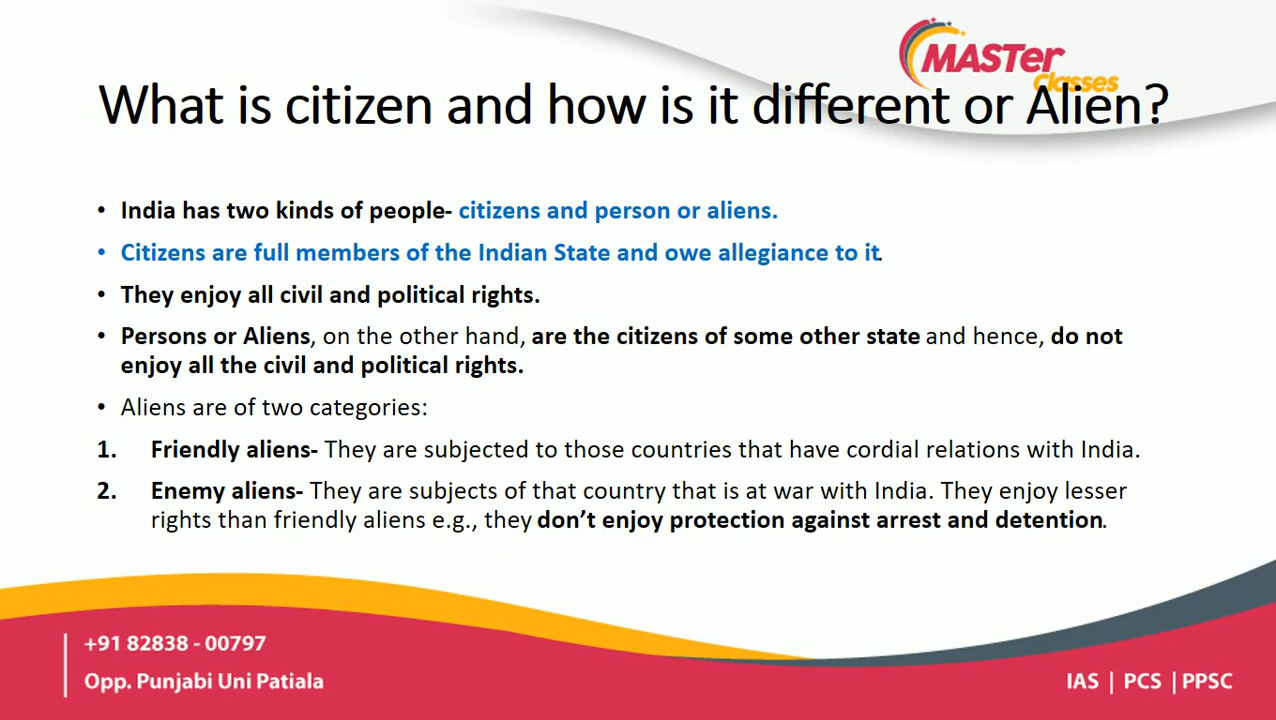 MASTer
Classes
What is citizen and how is it different or Alien?
• India has two kinds of people- citizens and person or aliens.
• Citizens are full members of the Indian State and owe allegiance to it.
• They enjoy all civil and political rights.
• Persons or Aliens, on the other hand, are the citizens of some other state and hence, do not
enjoy all the civil and political rights.
• Aliens are of two categories:
1. Friendly aliens- They are subjected to those countries that have cordial relations with India.
2. Enemy aliens- They are subjects of that country that is at war with India. They enjoy lesser
rights than friendly aliens e.g., they don’t enjoy protection against arrest and detention.
+91 82838 - 00797
Opp. Punjabi Uni Patiala
IAS | PCS | PPSC